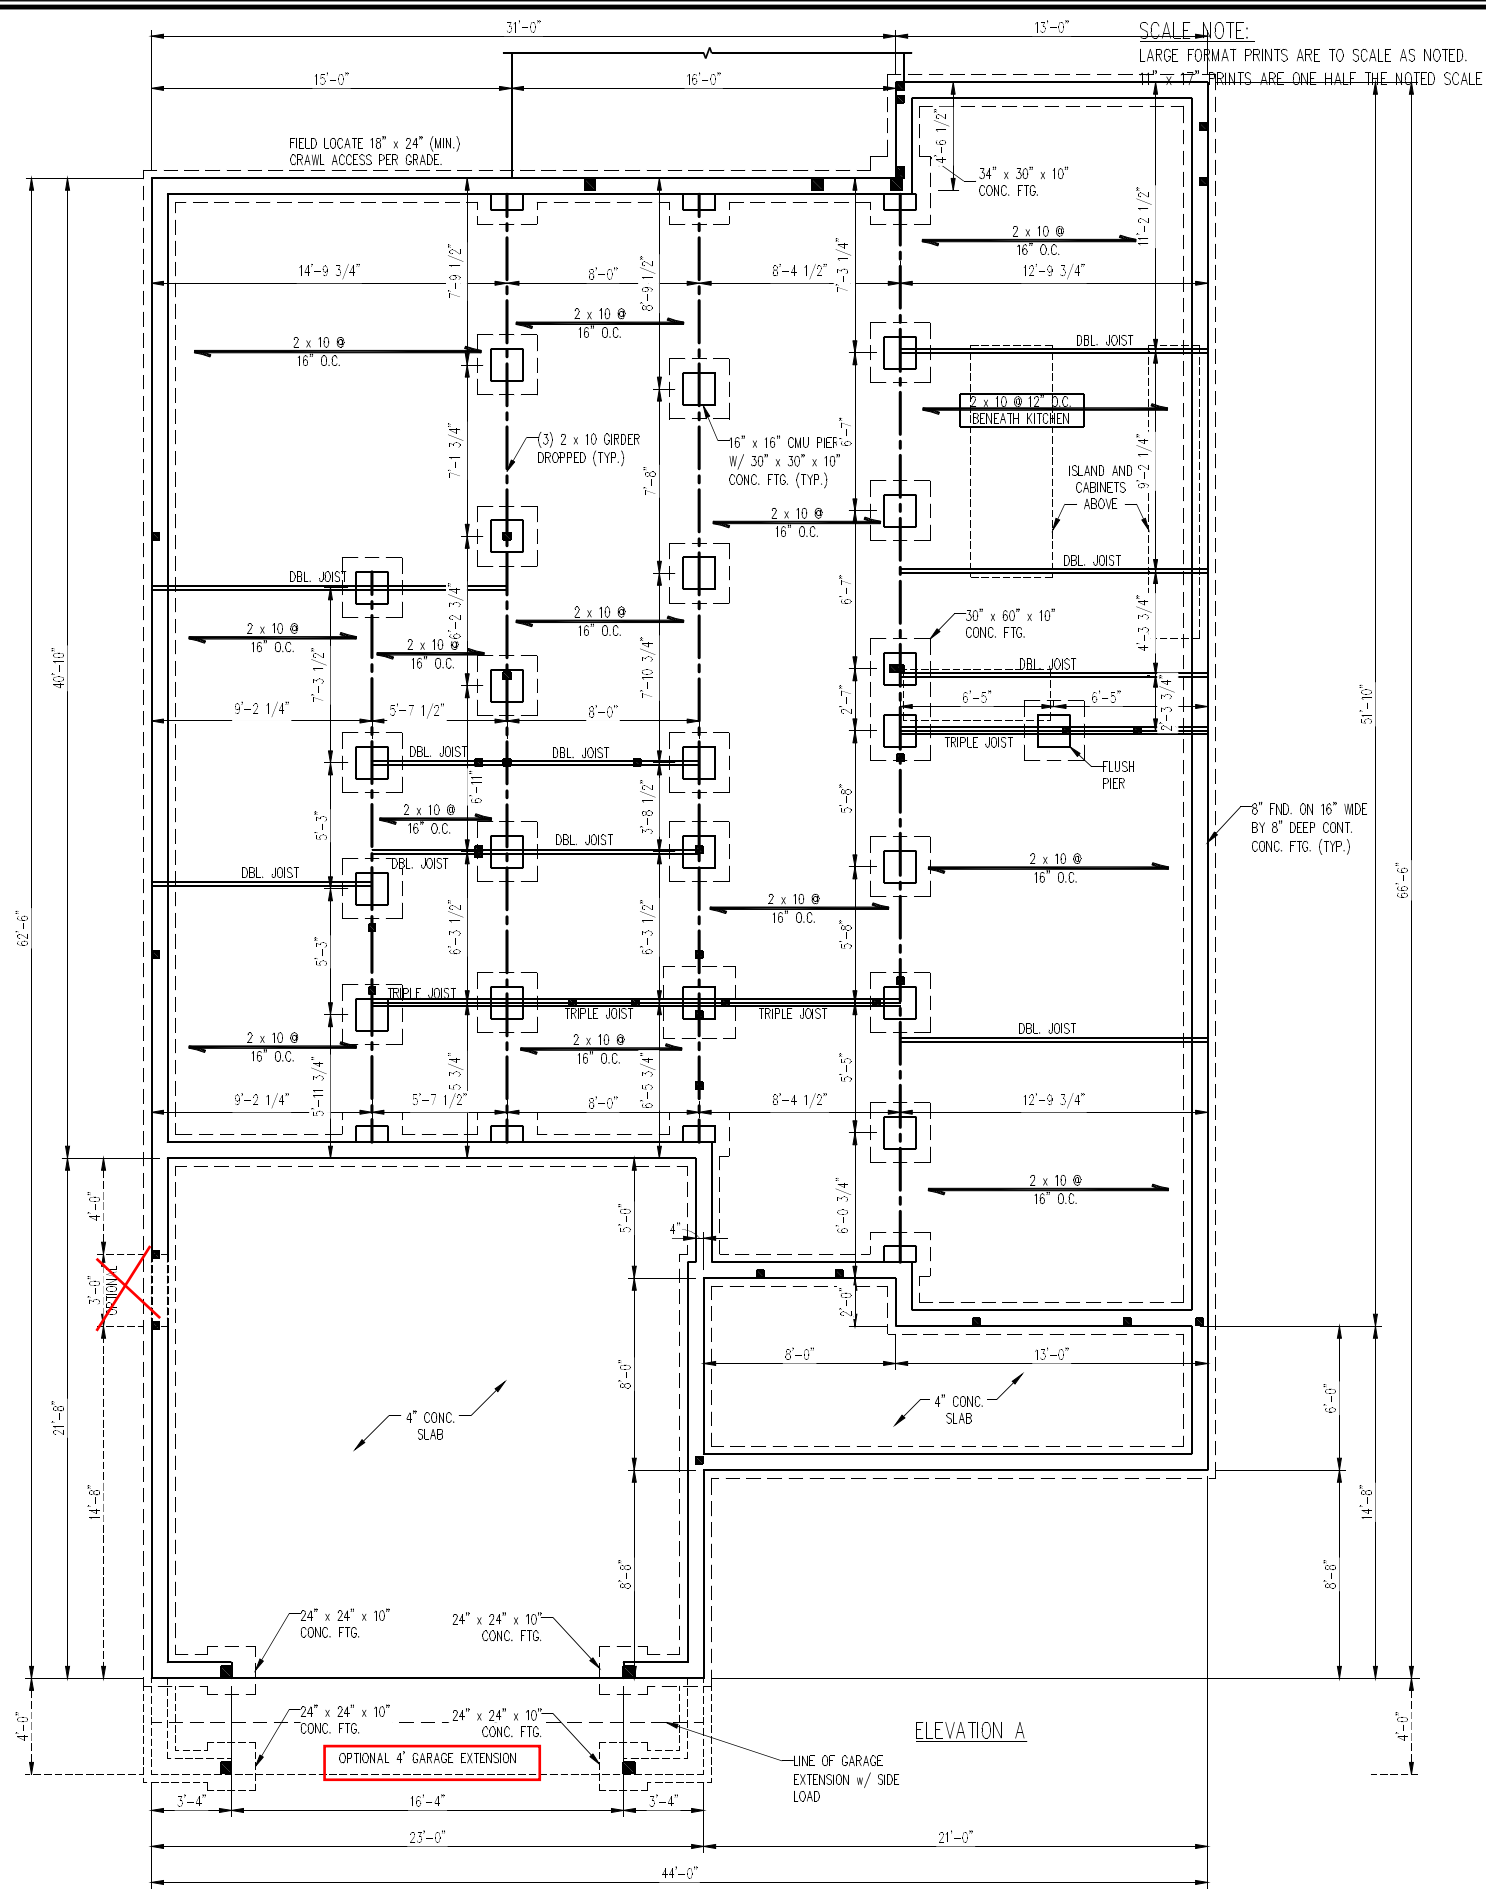 31'-0"
13'-0"
SCALE NOTE:
LARGE FORMAT PRINTS ARE TO SCALE AS NOTED.
11" x 17" PRINTS ARE ONE HALF THE NOTED SCALE
15'-0"
16'-0"
FIELD LOCATE 18" x 24" (MIN.)
CRAWL ACCESS PER GRADE.
4'-6 1/2"
34" x 30" x 10"
CONC. FTG.
11'-2 1/2"
2 x 10 @
16" O.C.
7'-9 1/2"
8'-9 1/2"
7'-3 1/4"
14'-9 3/4"
8'-0"
8'-4 1/2"
12'-9 3/4"
2 x 10 @
16" O.C.
2 x 10 @
16" O.C.
DBL. JOIST
2 x 10 @ 12" O.C.
BENEATH KITCHEN
7'-1 3/4"
(3) 2 x 10 GIRDER
DROPPED (TYP.)
7'-8"
16" x 16" CMU PIER
W/ 30" x 30" x 10"
CONC. FTG. (TYP.)
6'-7"
9'-2 1/4"
ISLAND AND
CABINETS
ABOVE
2 x 10 @
16" O.C.
DBL. JOIST
DBL. JOIST
6'-7"
6'-2 3/4"
2 x 10 @
16" O.C.
30" x 60" x 10"
CONC. FTG.
4'-3 3/4"
2 x 10 @
16" O.C.
2 x 10 @
16" O.C.
40'-10"
7'-3 1/2"
7'-10 3/4"
DBL. JOIST
2'-7"
6'-5"
6'-5"
2'-3 3/4"
51'-10"
9'-2 1/4"
5'-7 1/2"
8'-0"
TRIPLE JOIST
DBL. JOIST
DBL. JOIST
FLUSH
PIER
6'-11"
5'-8"
8" FND. ON 16" WIDE
BY 8" DEEP CONT.
CONC. FTG. (TYP.)
2 x 10 @
16" O.C.
5'-3"
3'-8 1/2"
DBL. JOIST
DBL. JOIST
DBL. JOIST
2 x 10 @
16" O.C.
66'-6"
2 x 10 @
16" O.C.
62'-6"
5'-3"
6'-3 1/2"
6'-3 1/2"
5'-8"
TRIPLE JOIST
TRIPLE JOIST
TRIPLE JOIST
DBL. JOIST
2 x 10 @
16" O.C.
2 x 10 @
16" O.C.
5'-11 3/4"
5 3/4"
6'-5 3/4"
5'-5"
9'-2 1/4"
5'-7 1/2"
8'-0"
8'-4 1/2"
12'-9 3/4"
2 x 10 @
16" O.C.
4'-0"
5'-0"
4"
6'-0 3/4"
3'-0"
OPTIONAL
2'-0"
8'-0"
13'-0"
8'-0"
6'-0"
21'-8"
4" CONC.
SLAB
4" CONC.
SLAB
14'-8"
14'-8"
8'-8"
8'-8"
24" x 24" x 10"
CONC. FTG.
24" x 24" x 10"
CONC. FTG.
4'-0"
24" x 24" x 10"
CONC. FTG.
24" x 24" x 10"
CONC. FTG.
ELEVATION A
4'-0"
OPTIONAL 4' GARAGE EXTENSION
LINE OF GARAGE
EXTENSION w/ SIDE
LOAD
3'-4"
16'-4"
3'-4"
23'-0"
21'-0"
44'-0"